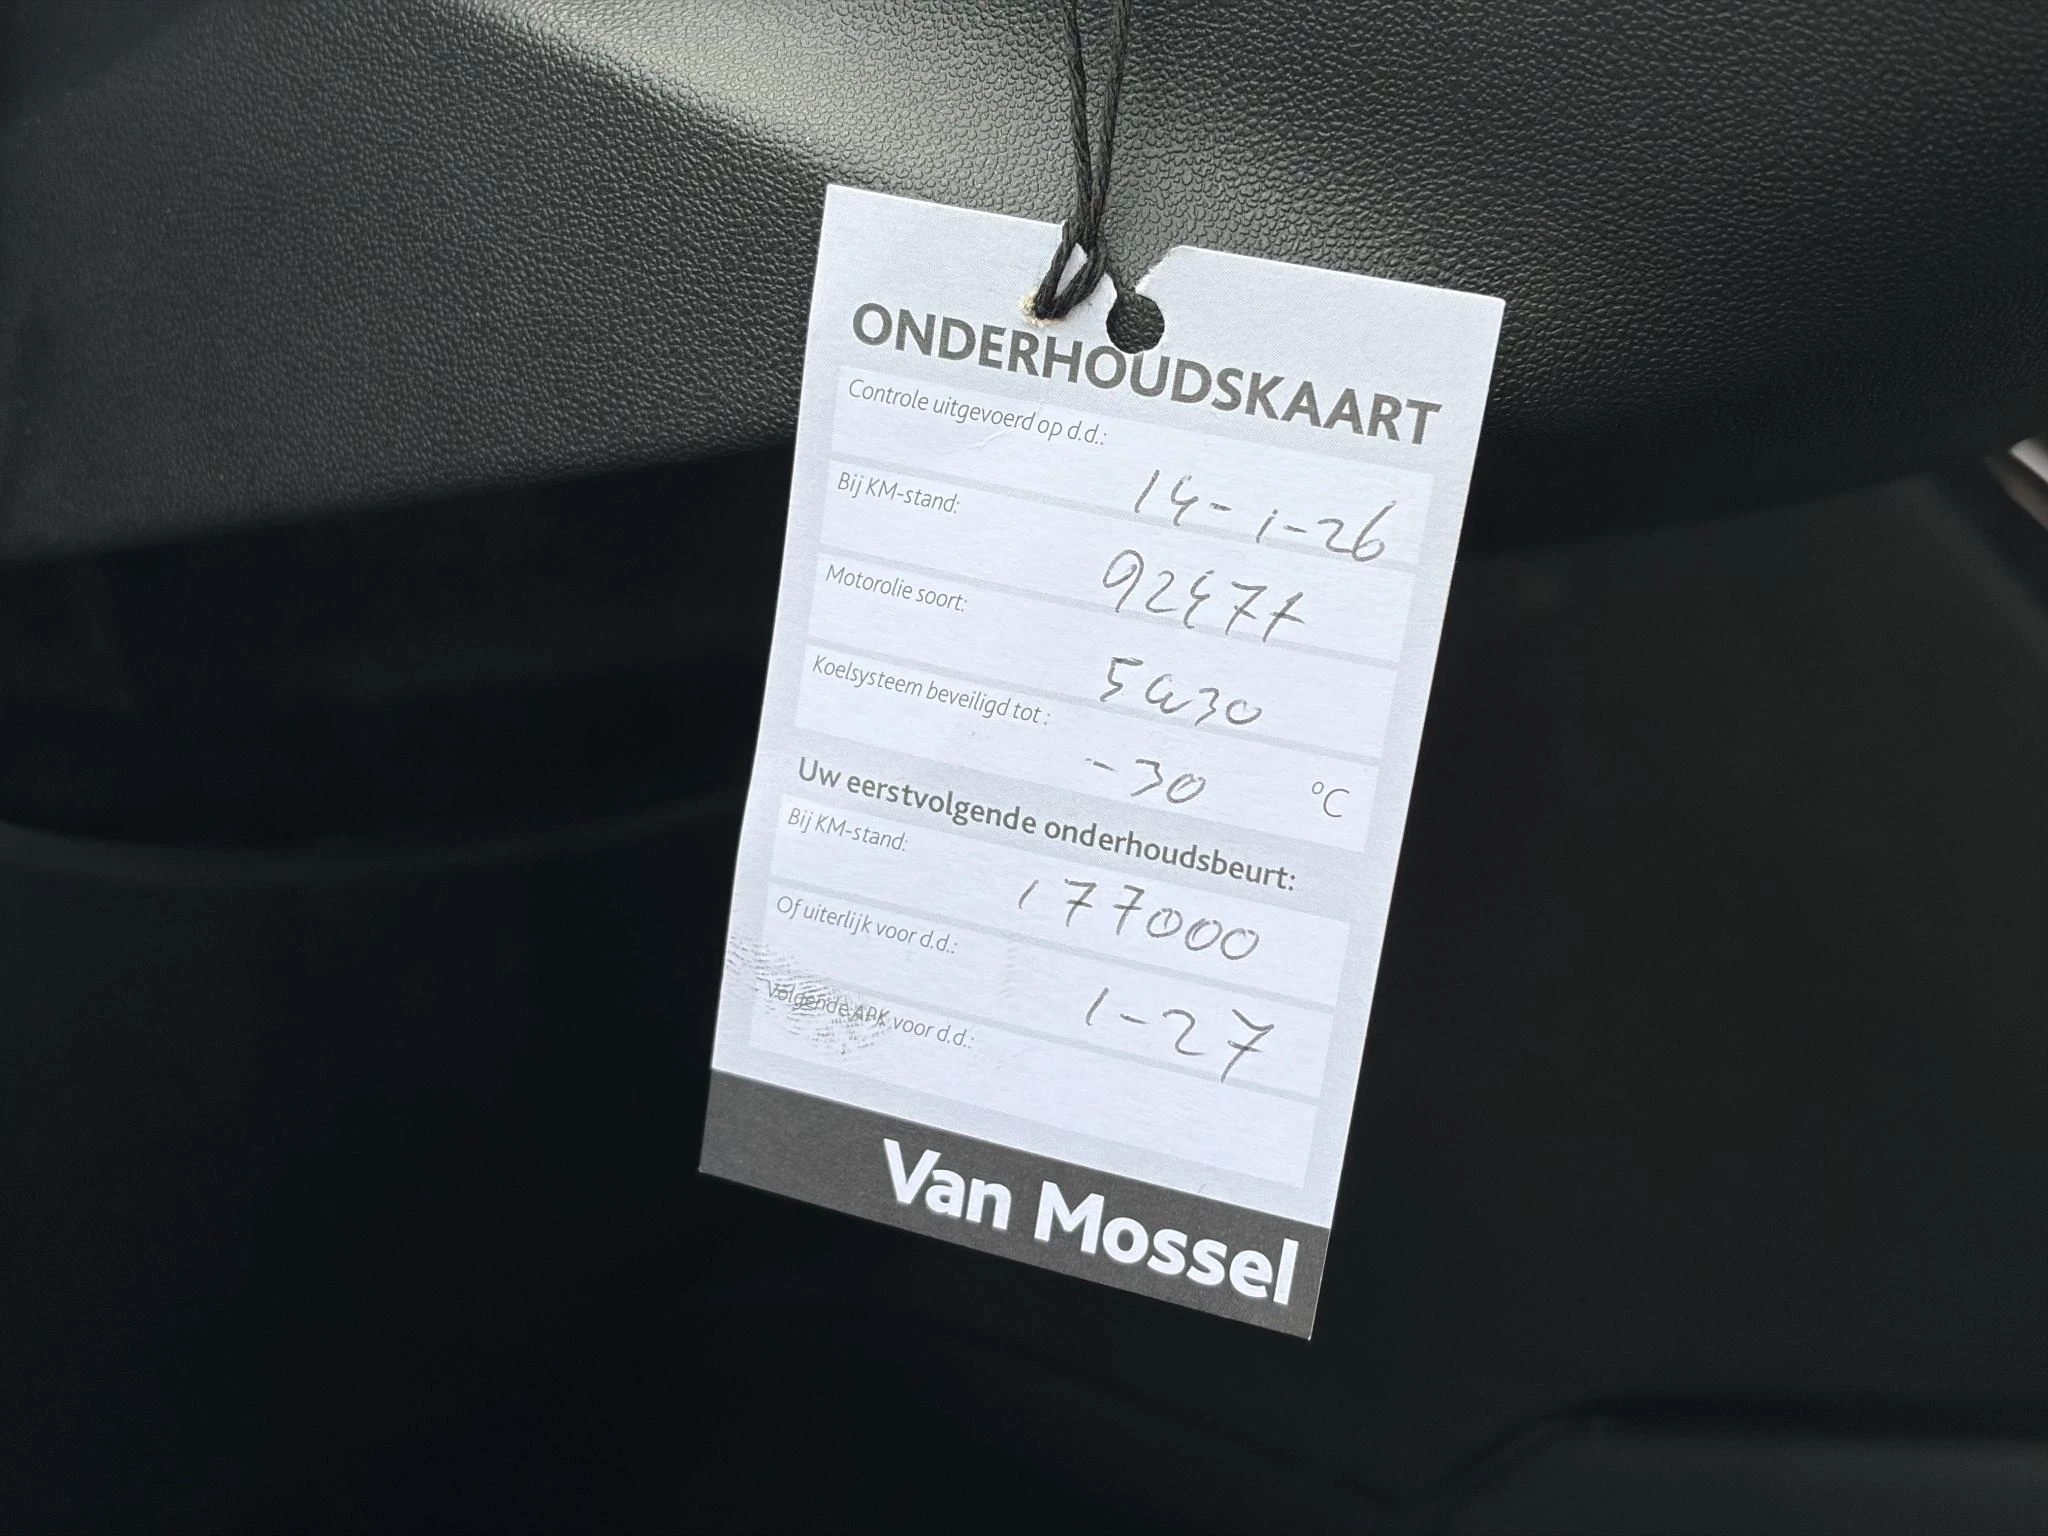 ONDERHOUDSKAART
Controle uitgevoerd op d.d.:
14-1-26
Bij KM-stand:
92477
Motorolie soort:
5W30
Koelsysteem beveiligd tot :
-30 °C
Uw eerstvolgende onderhoudsbeurt:
Bij KM-stand:
177000
Of uiterlijk voor d.d.:
1-27
Volgende APK voor d.d.:
Van Mossel